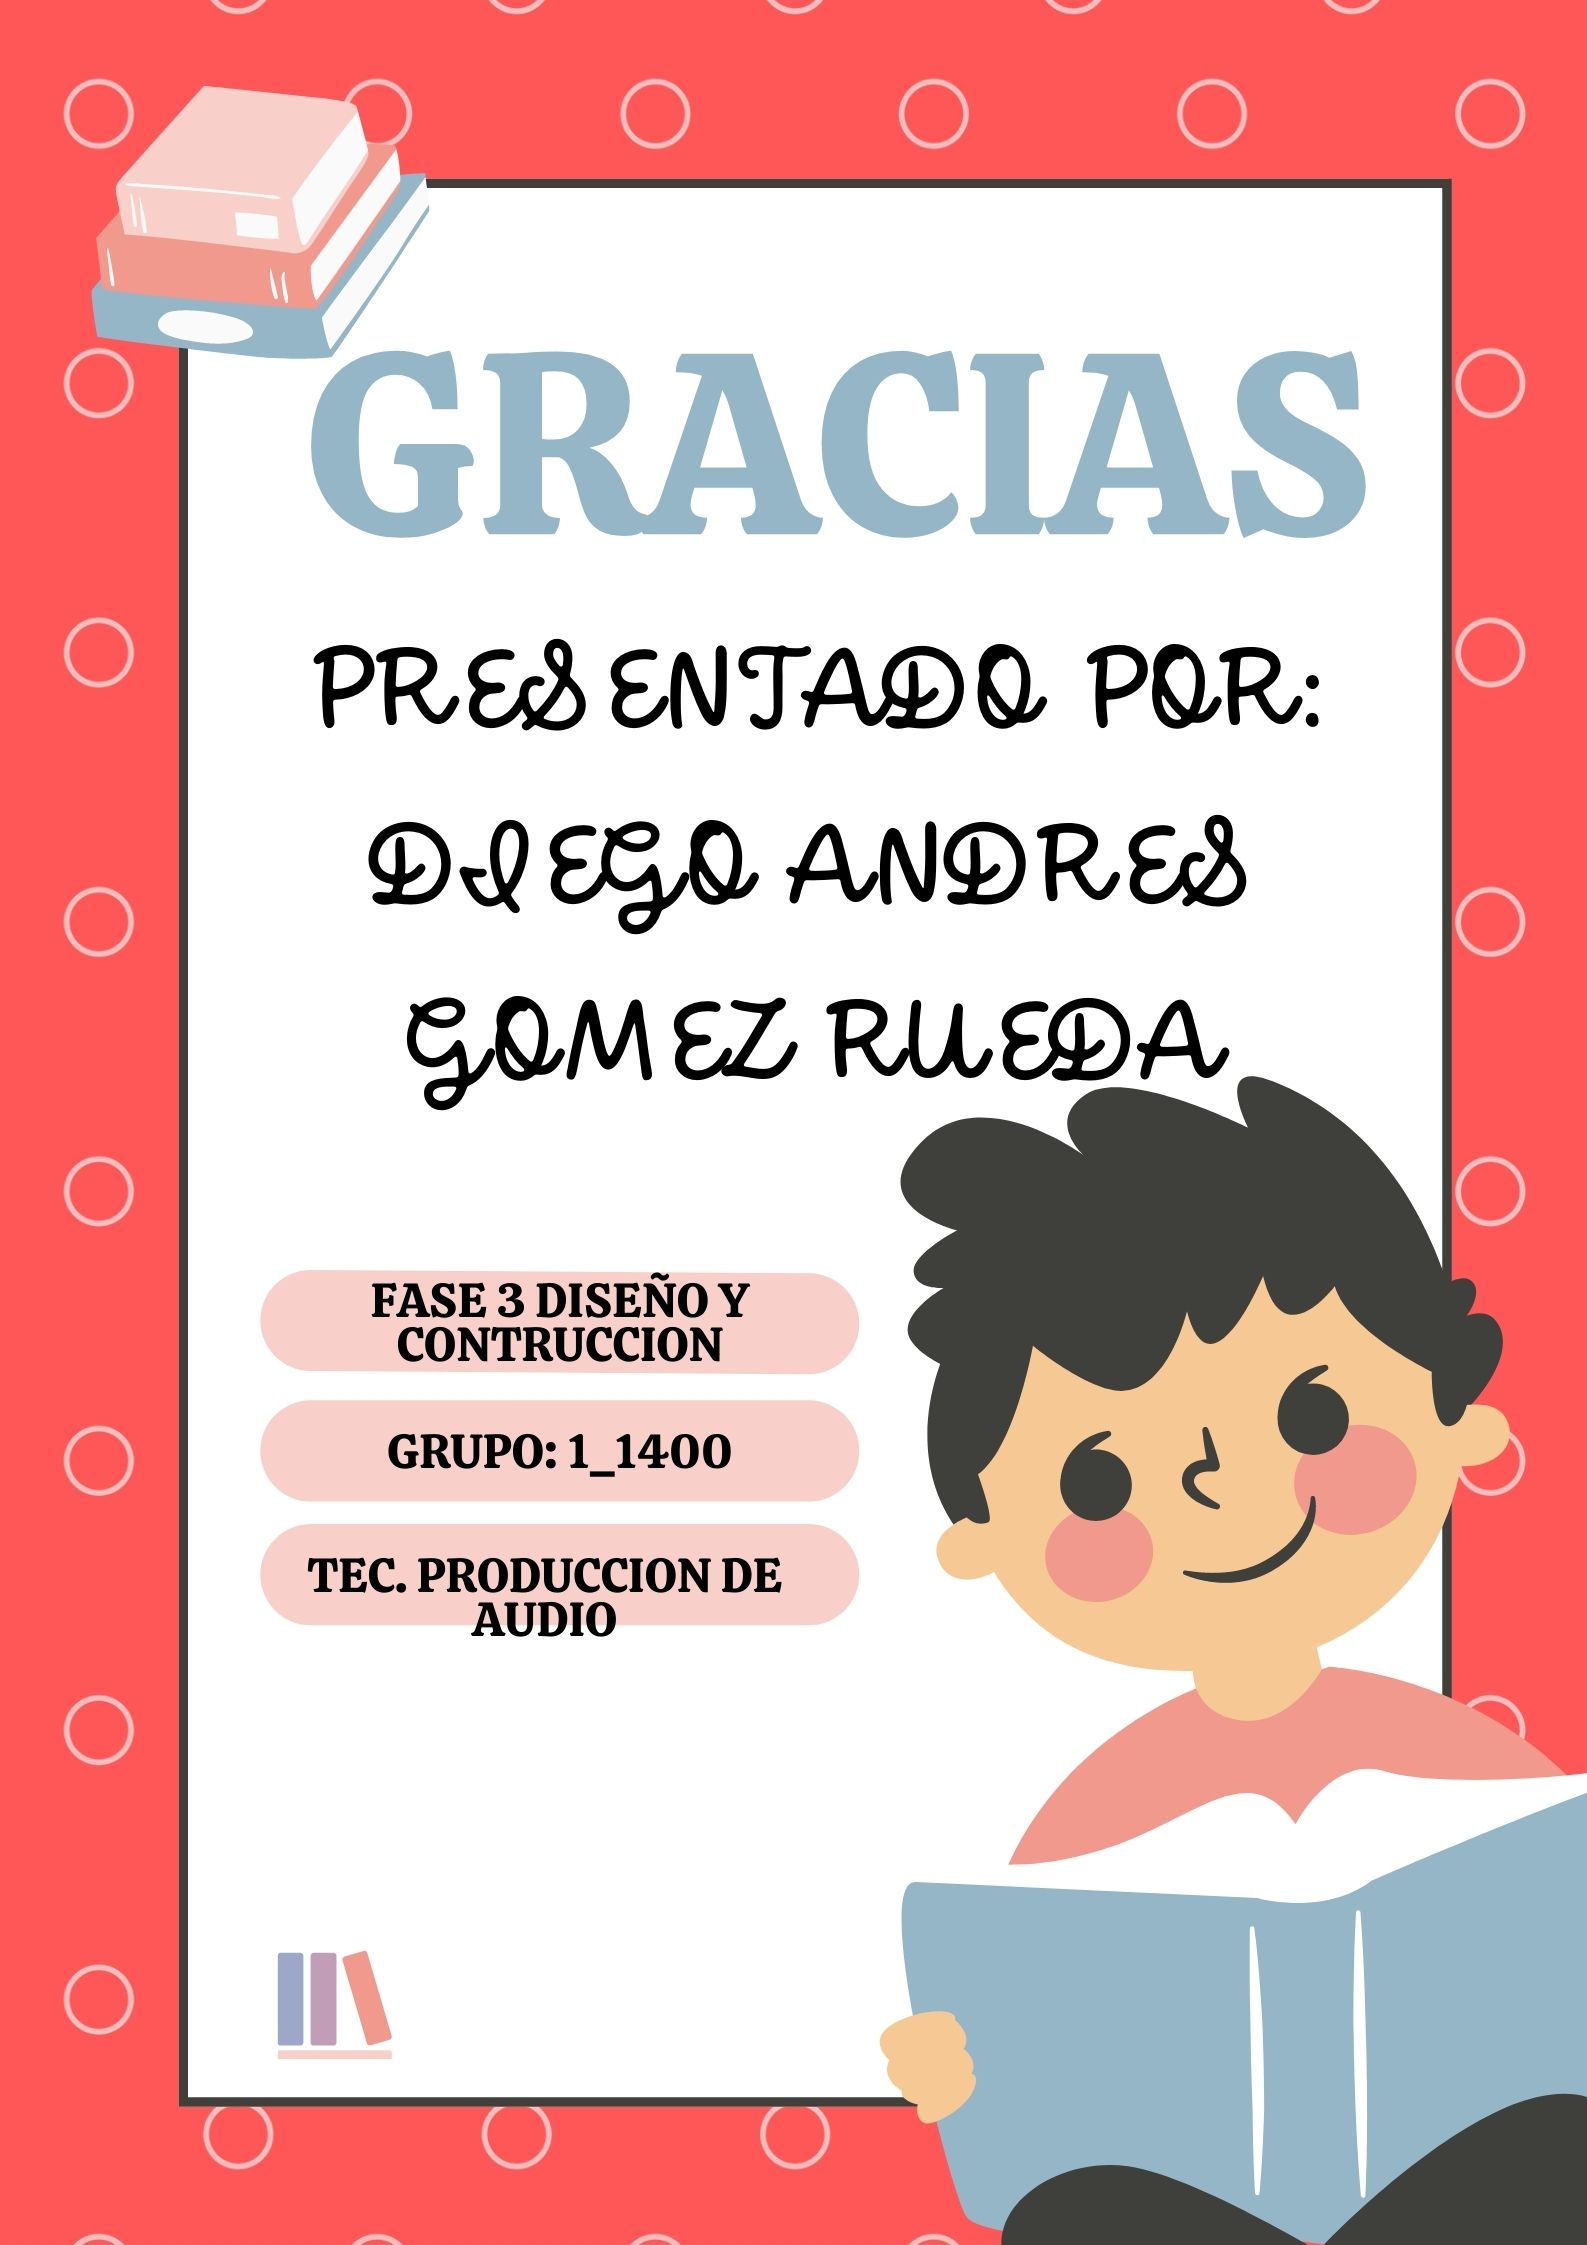 GRACIAS
PRESENTADO POR:
DIEGO ANDRES
GOMEZ RUEDA
FASE 3 DISEÑO Y
CONTRUCCION
GRUPO: 1_1400
TEC. PRODUCCION DE
AUDIO